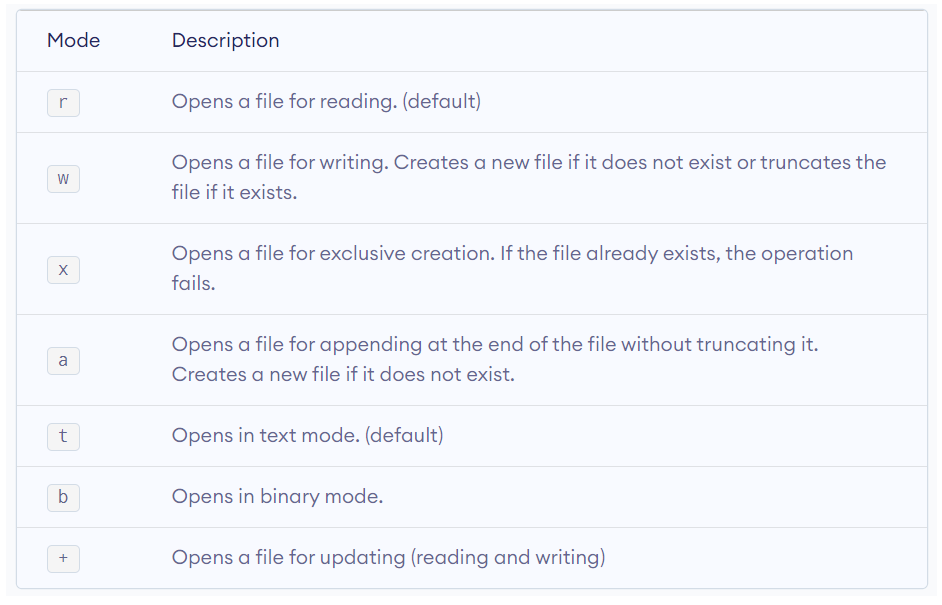 Mode Description
r Opens a file for reading. (default)
Opens a file for writing. Creates a new file if it does not exist or truncates the
w
file if it exists.
Opens a file for exclusive creation. If the file already exists, the operation
x
fails.
Opens a file for appending at the end of the file without truncating it.
a
Creates a new file if it does not exist.
t Opens in text mode. (default)
b Opens in binary mode.
+ Opens a file for updating (reading and writing)